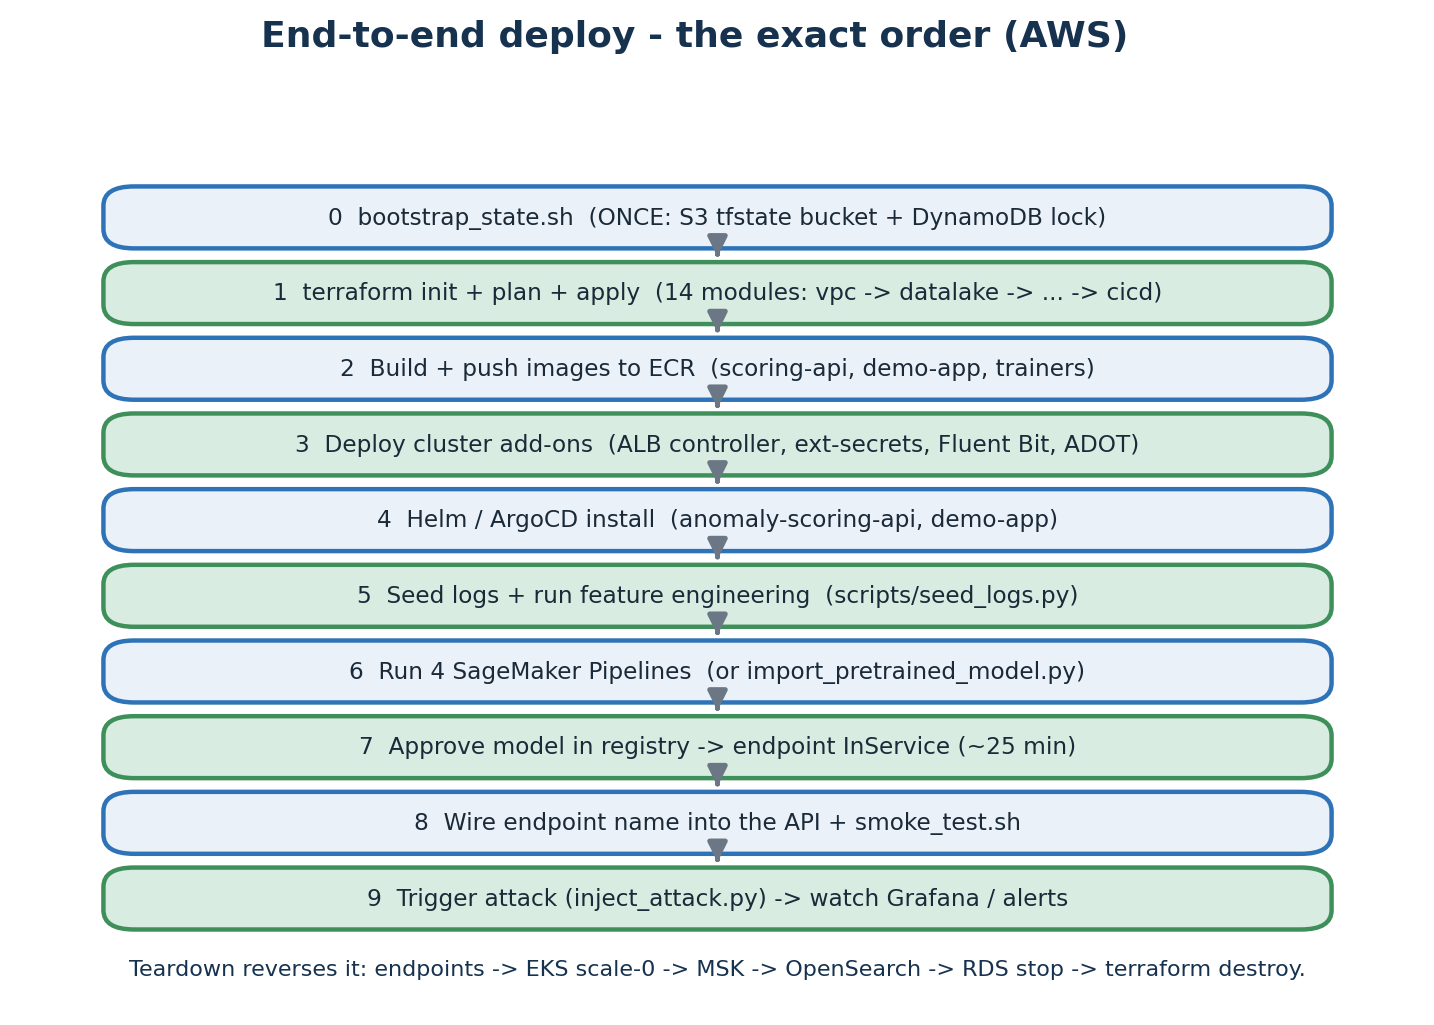 End-to-end deploy - the exact order (AWS)
0  bootstrap_state.sh  (ONCE: S3 tfstate bucket + DynamoDB lock)
1  terraform init + plan + apply  (14 modules: vpc -> datalake -> ... -> cicd)
2  Build + push images to ECR  (scoring-api, demo-app, trainers)
3  Deploy cluster add-ons  (ALB controller, ext-secrets, Fluent Bit, ADOT)
4  Helm / ArgoCD install  (anomaly-scoring-api, demo-app)
5  Seed logs + run feature engineering  (scripts/seed_logs.py)
6  Run 4 SageMaker Pipelines  (or import_pretrained_model.py)
7  Approve model in registry -> endpoint InService (~25 min)
8  Wire endpoint name into the API + smoke_test.sh
9  Trigger attack (inject_attack.py) -> watch Grafana / alerts
Teardown reverses it: endpoints -> EKS scale-0 -> MSK -> OpenSearch -> RDS stop -> terraform destroy.